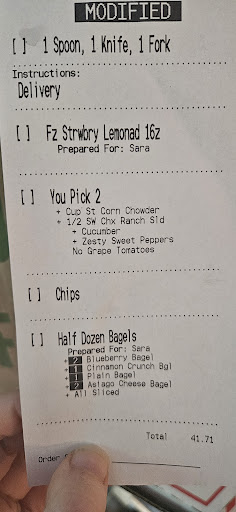 MODIFIED
[ ] 1 Spoon, 1 Knife, 1 Fork
Instructions:
Delivery
[ ] Fz Strwbry Lemonad 16z
Prepared For: Sara
[ ] You Pick 2
+ Cup St Corn Chowder
+ 1/2 SW Chx Ranch Sld
+ Cucumber
+ Zesty Sweet Peppers
No Grape Tomatoes
[ ] Chips
[ ] Half Dozen Bagels
Prepared For: Sara
+ 2 Blueberry Bagel
+ 1 Cinnamon Crunch Bgl
+ 1 Plain Bagel
+ 2 Asiago Cheese Bagel
+ All Sliced
Total 41.71
Order